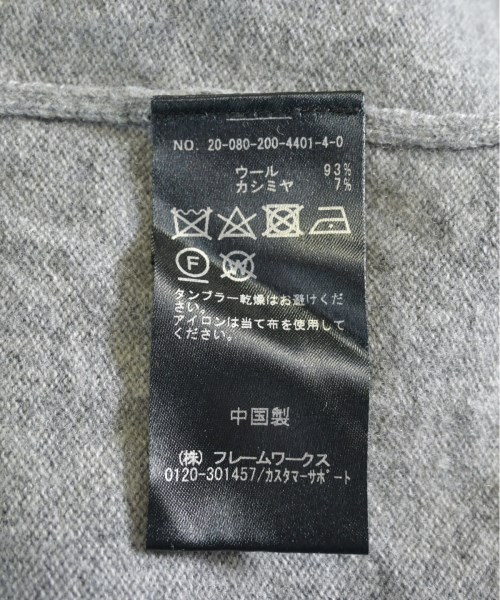 NO. 20-080-200-4401-4-0
ウール 93%
カシミヤ 7%
F
W
タンブラー乾燥はお避けくだ
さい。
アイロンは当て布を使用して
ください。
中国製
(株) フレームワークス
0120-301457/カスタマーサポート